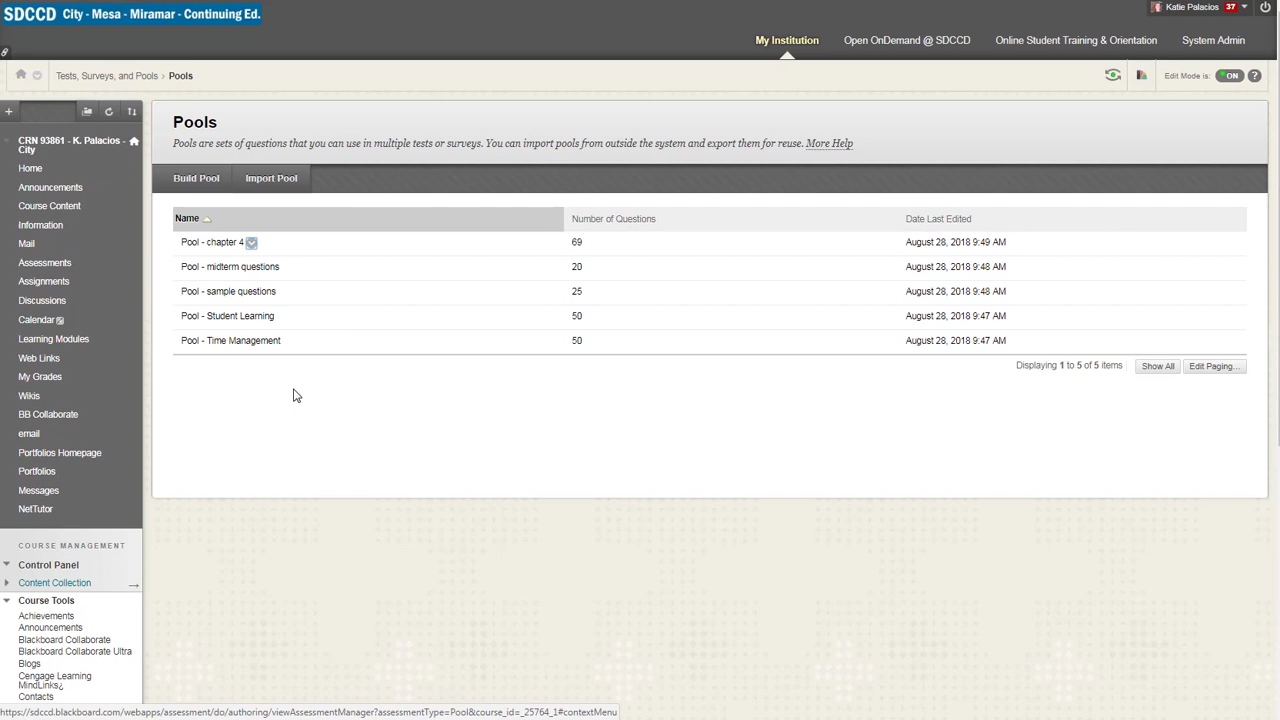 SDCCD City - Mesa - Miramar - Continuing Ed.
Katie Palacios 37
My Institution
Open OnDemand @ SDCCD
Online Student Training & Orientation
System Admin
Tests, Surveys, and Pools > Pools
Edit Mode is: ON ?
CRN 93861 - K. Palacios -
City
Home
Announcements
Course Content
Information
Mail
Assessments
Assignments
Discussions
Calendar
Learning Modules
Web Links
My Grades
Wikis
BB Collaborate
email
Portfolios Homepage
Portfolios
Messages
NetTutor
COURSE MANAGEMENT
Control Panel
Content Collection
Course Tools
Achievements
Announcements
Blackboard Collaborate
Blackboard Collaborate Ultra
Blogs
Cengage Learning
MindLinks¿
Contacts
Pools
Pools are sets of questions that you can use in multiple tests or surveys. You can import pools from outside the system and export them for reuse. More Help
Build Pool
Import Pool
Name Number of Questions Date Last Edited
Pool - chapter 4 69 August 28, 2018 9:49 AM
Pool - midterm questions 20 August 28, 2018 9:48 AM
Pool - sample questions 25 August 28, 2018 9:48 AM
Pool - Student Learning 50 August 28, 2018 9:47 AM
Pool - Time Management 50 August 28, 2018 9:47 AM
Displaying 1 to 5 of 5 items Show All Edit Paging...
https://sdccd.blackboard.com/webapps/assessment/do/authoring/viewAssessmentManager?assessmentType=Pool&course_id=_25764_1#contextMenu